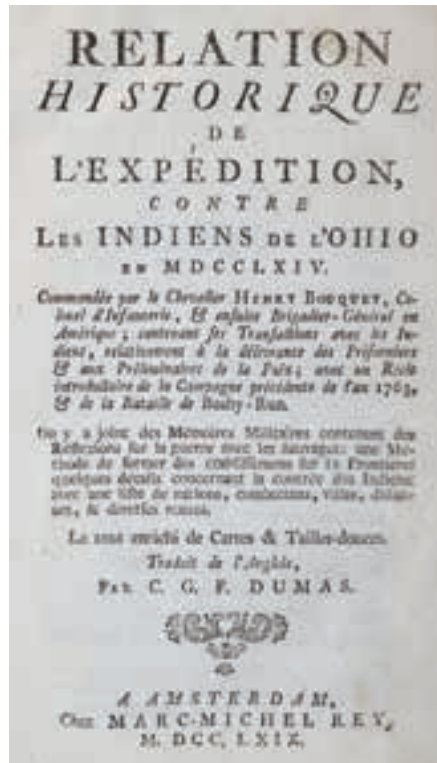 RELATION
HISTORIQUE
DE
L'EXPÉDITION,
CONTRE
LES INDIENS DE L'OHIO
EN MDCCLXIV.
Commandée par le Chevalier HENRY BOUQUET, Co-
lonel d'Infanterie, & ensuite Brigadier-Général en
Amérique; contenant ses Transactions avec les In-
diens, relativement à la délivrance des Prisonniers
& aux Préliminaires de la Paix; avec un Récit
introductoire de la Campagne précédente de l'an 1763,
& de la Bataille de Bushy-Run.
On y a joint des Mémoires Militaires contenant des
Réflexions sur la guerre avec les Sauvages: une Mé-
thode de former des établissemens sur la Frontiere:
quelques détails concernant la contrée des Indiens:
avec une liste de nations, combattans, villes, distan-
ces, & diverses routes.
Le tout enrichi de Cartes & Tailles-douces.
Traduit de l'Anglois,
PAR C. G. F. DUMAS.
A AMSTERDAM,
Chez MARC-MICHEL REY,
M. DCC. LXIX.